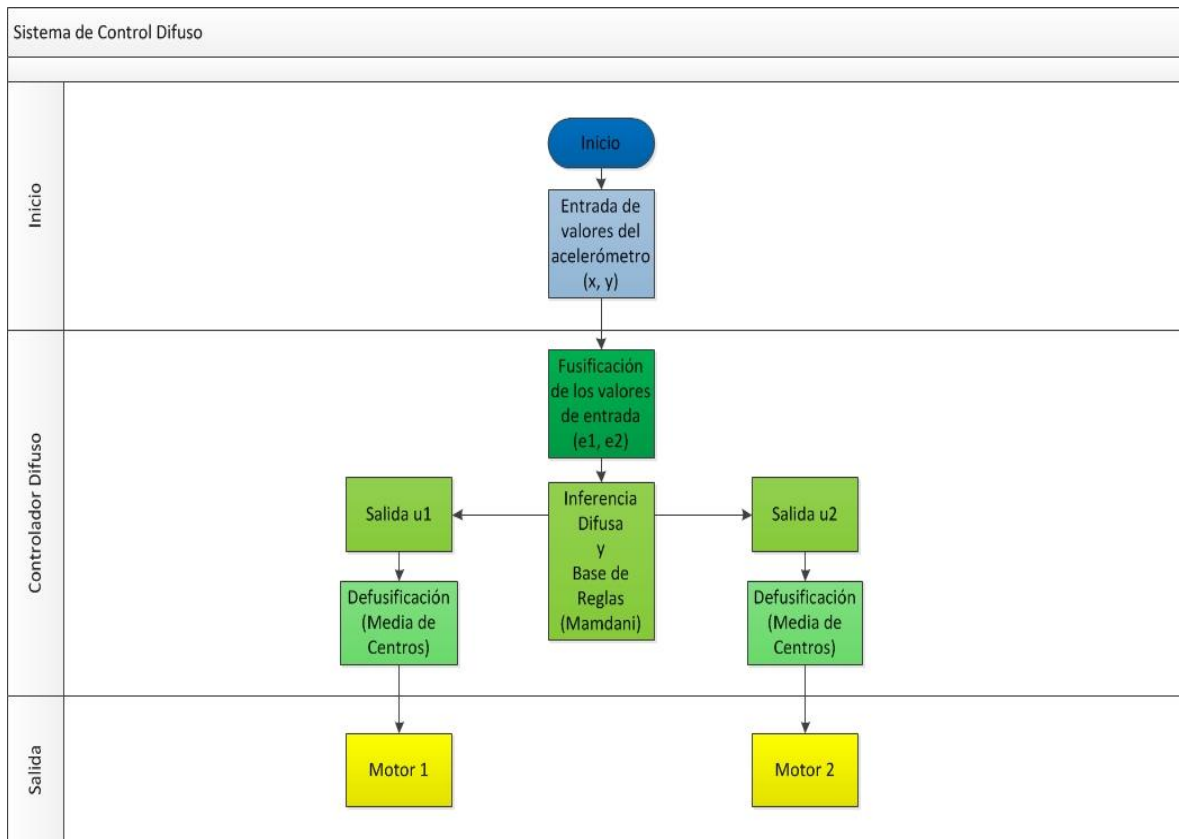 Sistema de Control Difuso
Inicio
Inicio
Entrada de
valores del
acelerómetro
(x, y)
Controlador Difuso
Fusificación
de los valores
de entrada
(e1, e2)
Salida u1
Inferencia
Difusa
y
Base de
Reglas
(Mamdani)
Salida u2
Defusificación
(Media de
Centros)
Defusificación
(Media de
Centros)
Salida
Motor 1
Motor 2